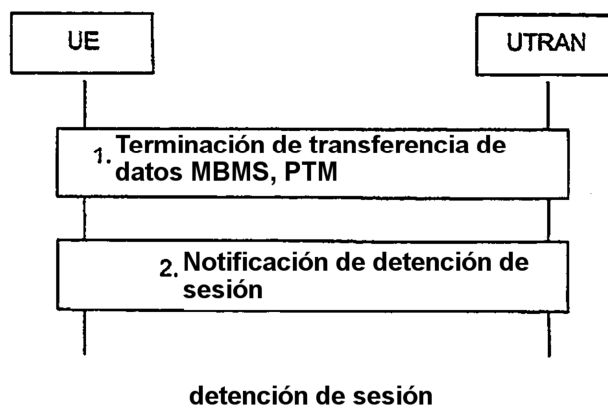 UE
UTRAN
1. Terminación de transferencia de
datos MBMS, PTM
2. Notificación de detención de
sesión
detención de sesión